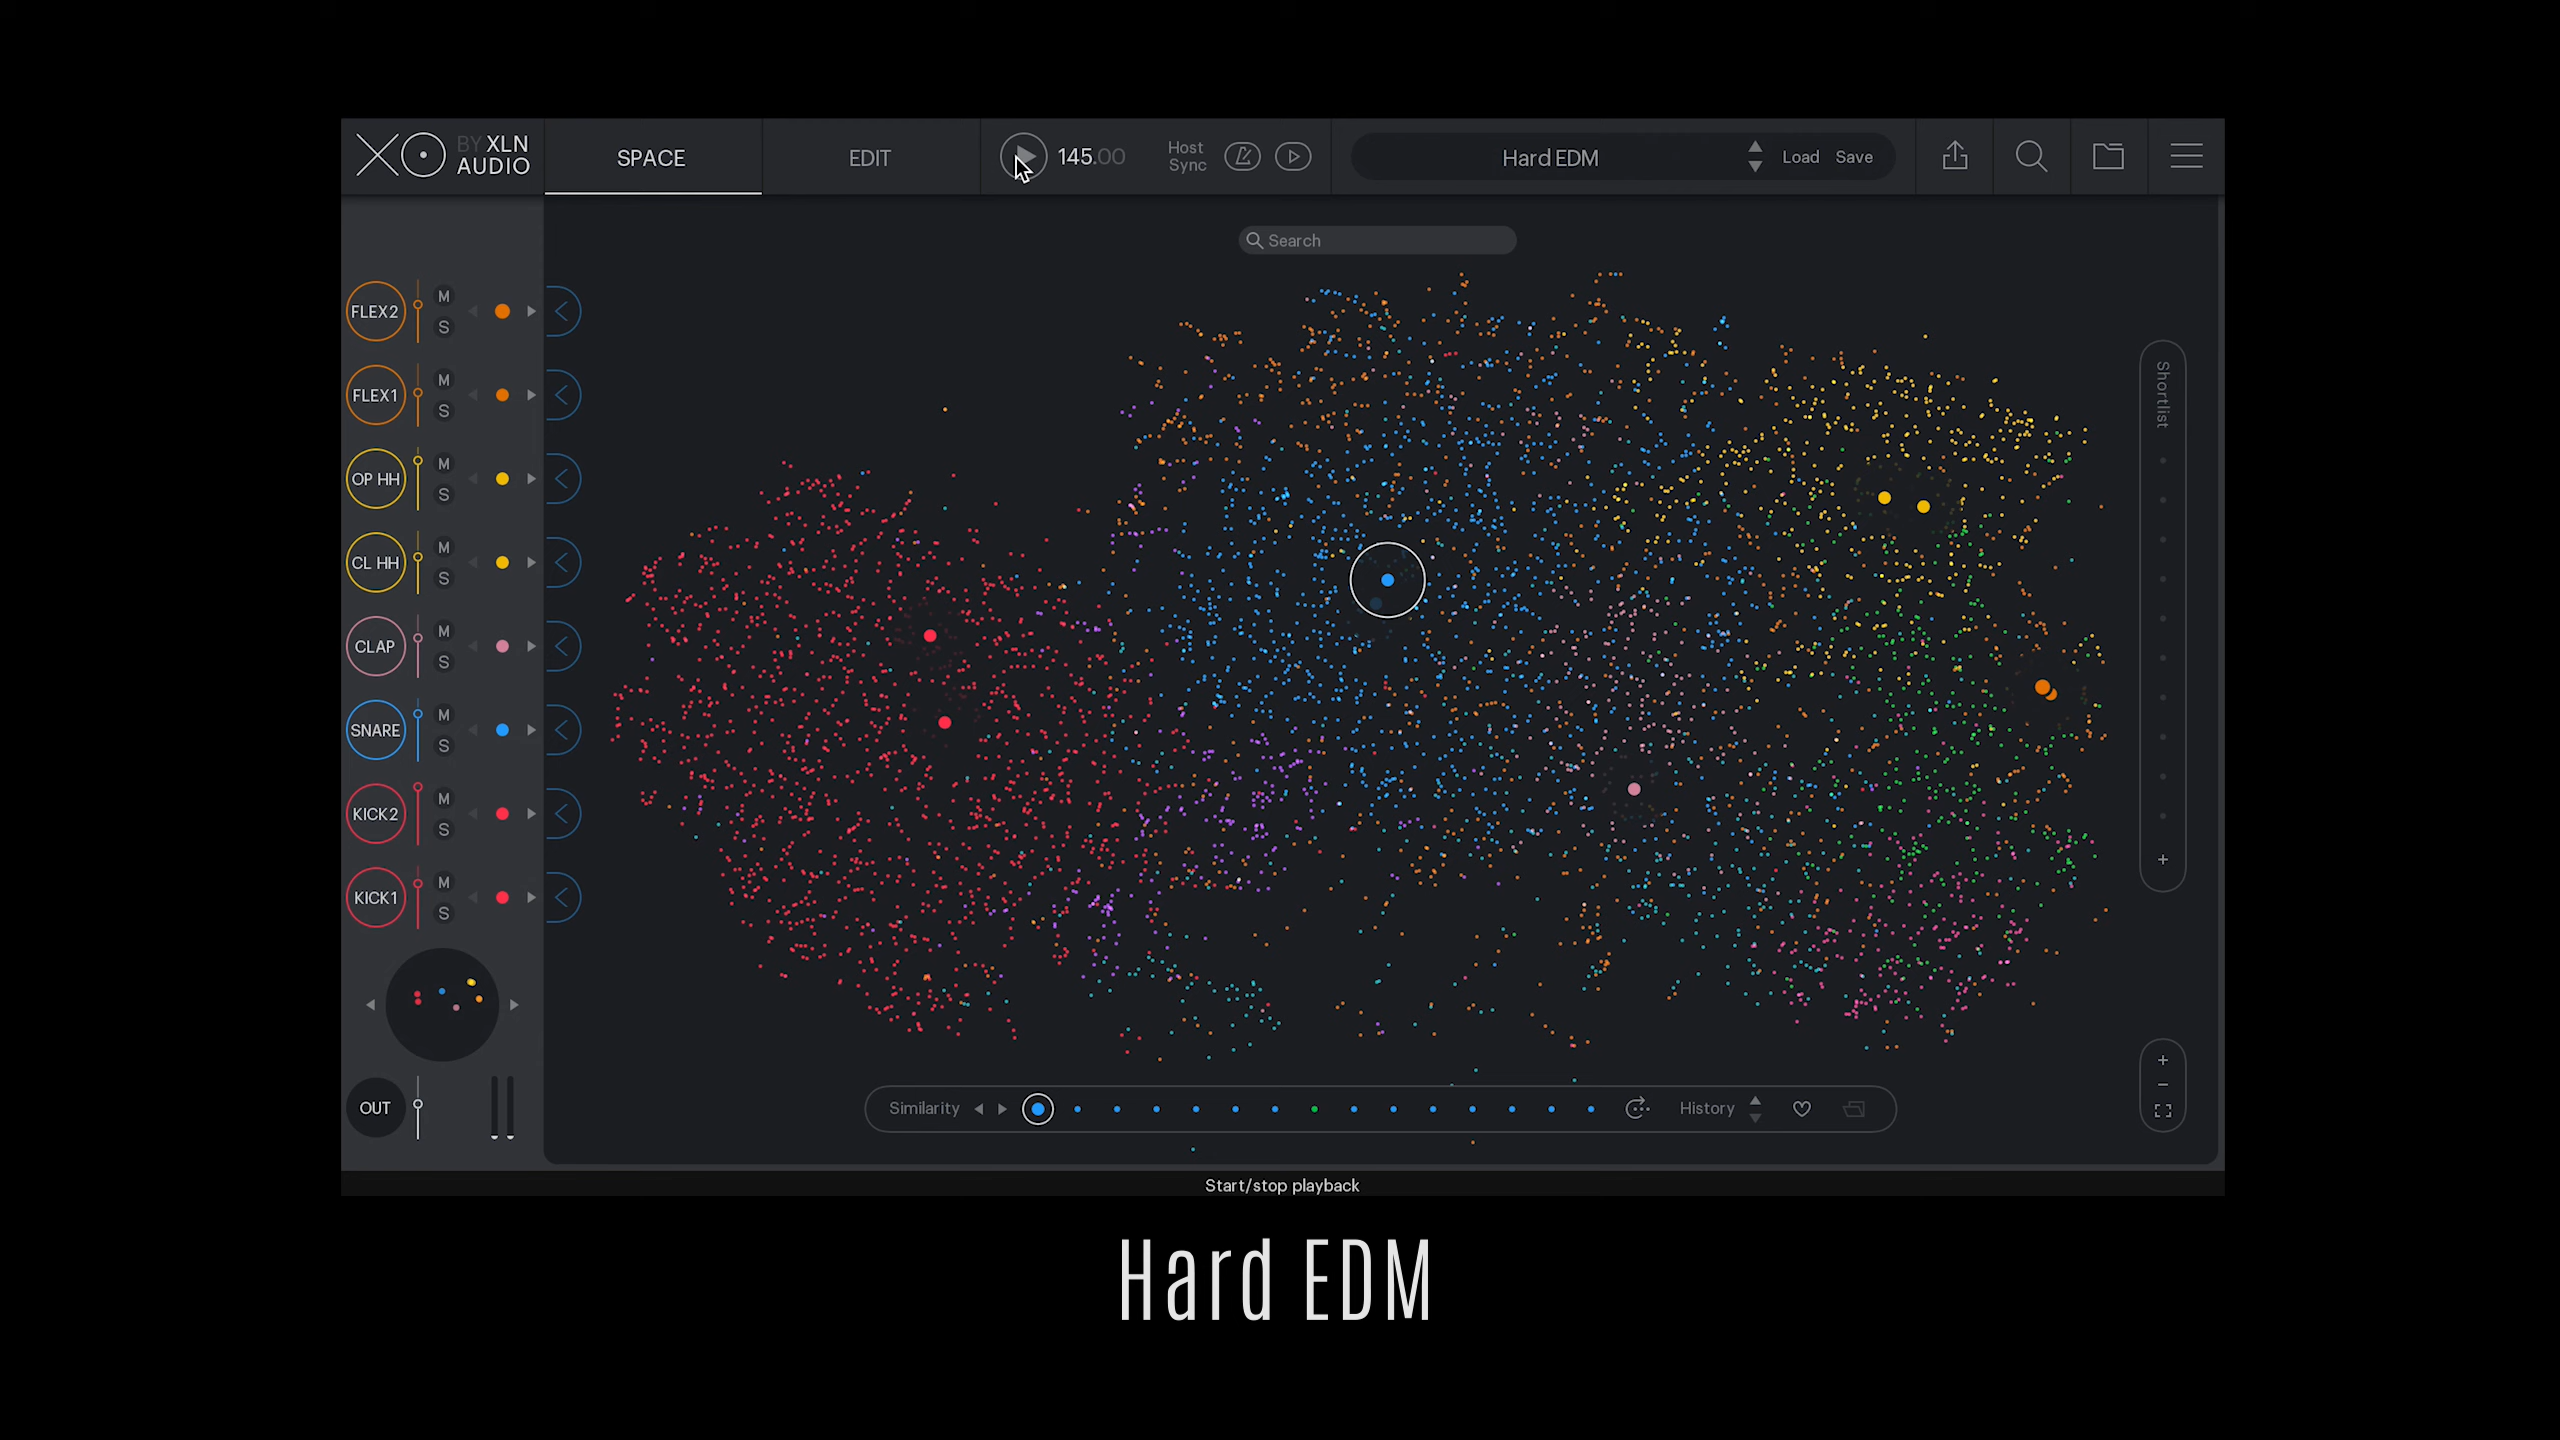 XO BY XLN
AUDIO
SPACE
EDIT
145.00
Host
Sync
Hard EDM
Load
Save
Search
FLEX2
M
S
FLEX1
M
S
OP HH
M
S
CL HH
M
S
CLAP
M
S
SNARE
M
S
KICK2
M
S
KICK1
M
S
OUT
Shortlist
+
+
−
Similarity
History
Start/stop playback
Hard EDM